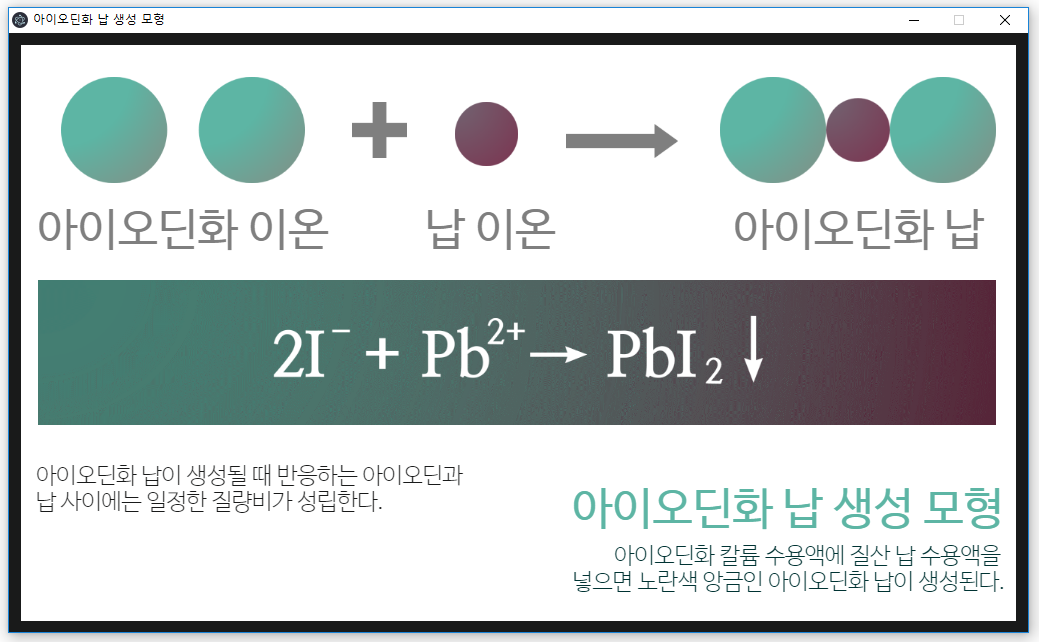 아이오딘화 납 생성 모형
아이오딘화 이온
납 이온
아이오딘화 납
2I⁻ + Pb²⁺ → PbI₂ ↓
아이오딘화 납이 생성될 때 반응하는 아이오딘과
납 사이에는 일정한 질량비가 성립한다.
아이오딘화 납 생성 모형
아이오딘화 칼륨 수용액에 질산 납 수용액을
넣으면 노란색 앙금인 아이오딘화 납이 생성된다.